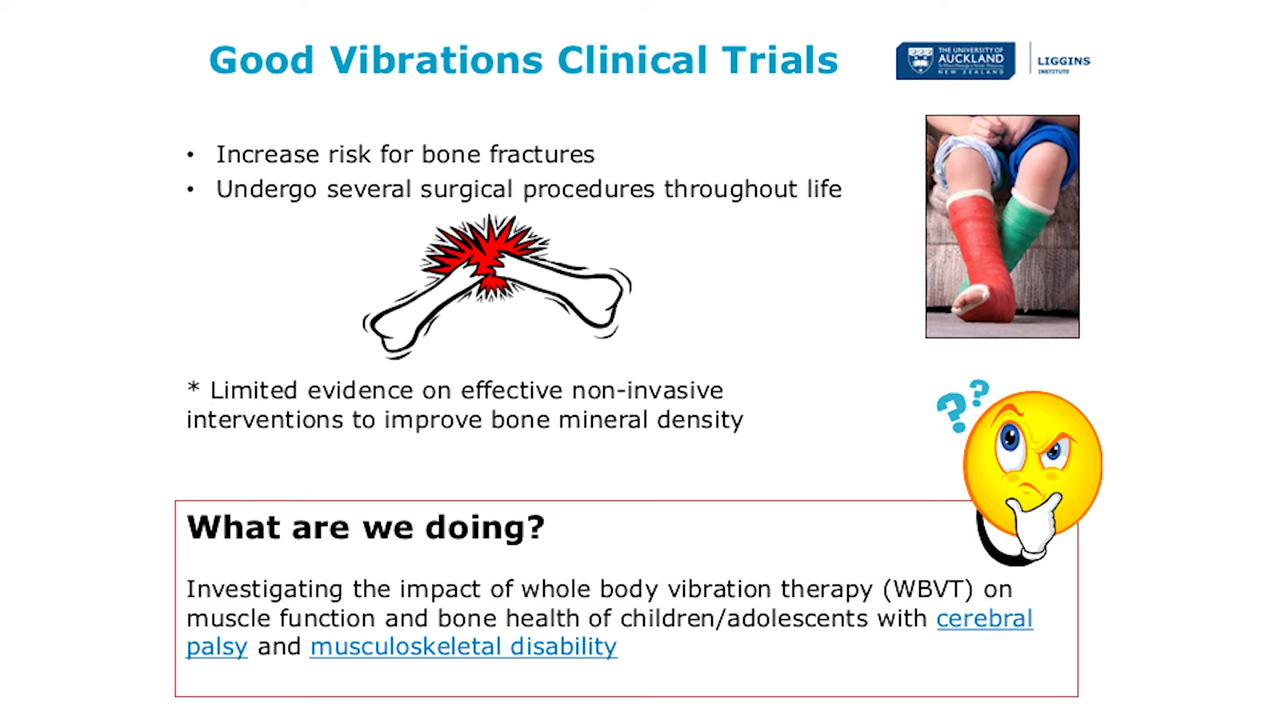 Good Vibrations Clinical Trials
THE UNIVERSITY OF
AUCKLAND
NEW ZEALAND
LIGGINS
INSTITUTE
• Increase risk for bone fractures
• Undergo several surgical procedures throughout life
* Limited evidence on effective non-invasive
interventions to improve bone mineral density
? ?
What are we doing?
Investigating the impact of whole body vibration therapy (WBVT) on
muscle function and bone health of children/adolescents with cerebral
palsy and musculoskeletal disability